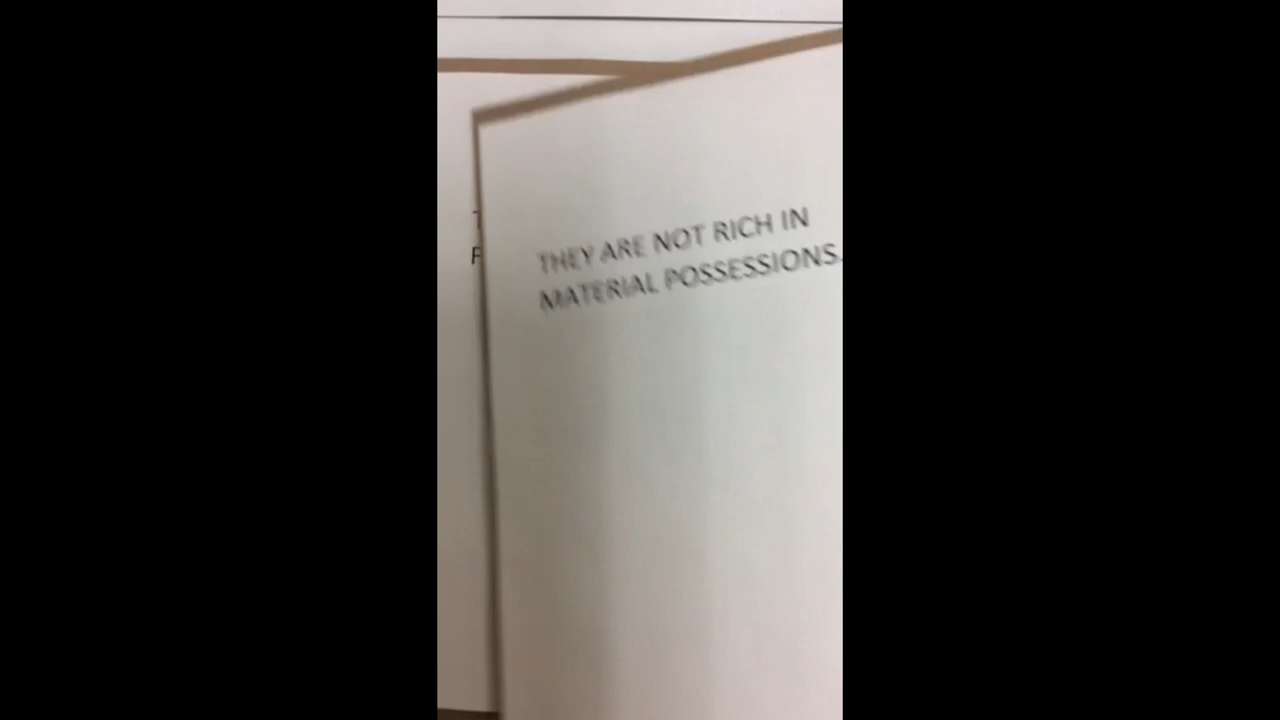 THEY ARE NOT RICH IN
MATERIAL POSSESSIONS.